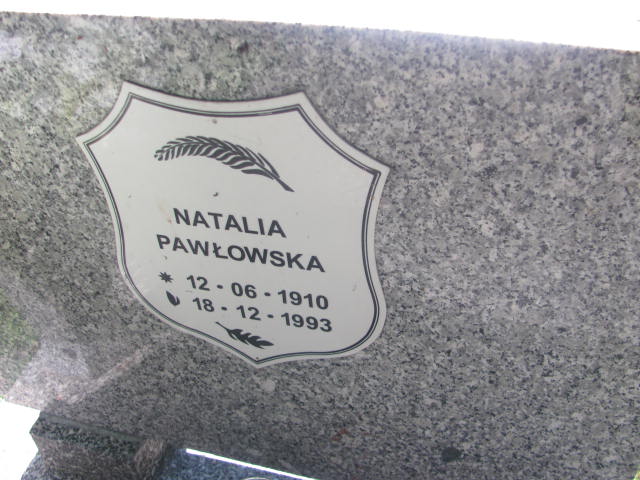 NATALIA
PAWŁOWSKA
12 - 06 - 1910
18 - 12 - 1993